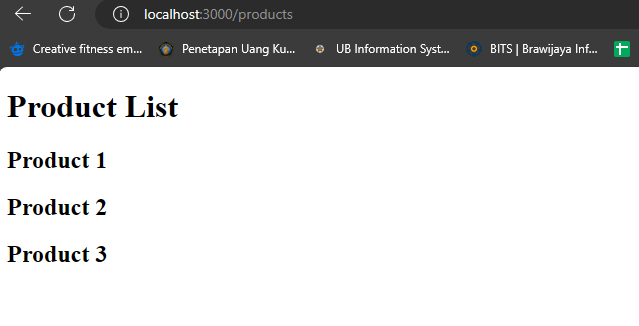 localhost:3000/products
Creative fitness em... Penetapan Uang Ku... UB Information Syst... BITS | Brawijaya Inf...
Product List
Product 1
Product 2
Product 3